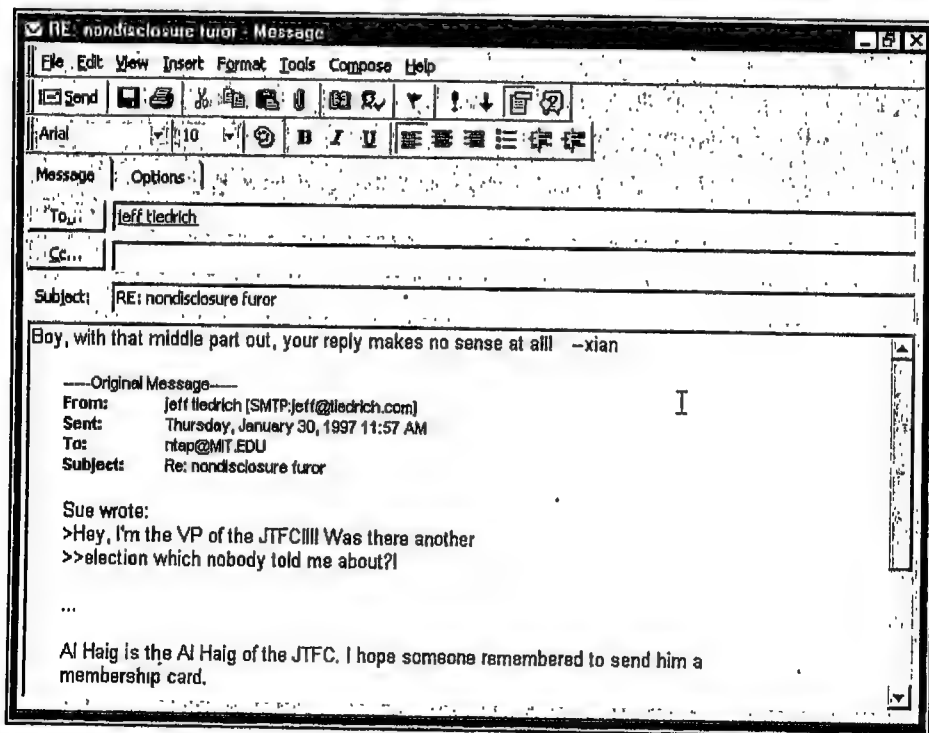 RE: nondisclosure furor - Message
File Edit View Insert Format Tools Compose Help
Send
Arial 10 B I U
Message Options
To... jeff tiedrich
Cc...
Subject: RE: nondisclosure furor
Boy, with that middle part out, your reply makes no sense at all! --xian
-----Original Message-----
From: jeff tiedrich [SMTP:jeff@tiedrich.com]
Sent: Thursday, January 30, 1997 11:57 AM
To: ntap@MIT.EDU
Subject: Re: nondisclosure furor
Sue wrote:
>Hey, I'm the VP of the JTFC!!!! Was there another
>>election which nobody told me about?!
...
Al Haig is the Al Haig of the JTFC. I hope someone remembered to send him a
membership card.